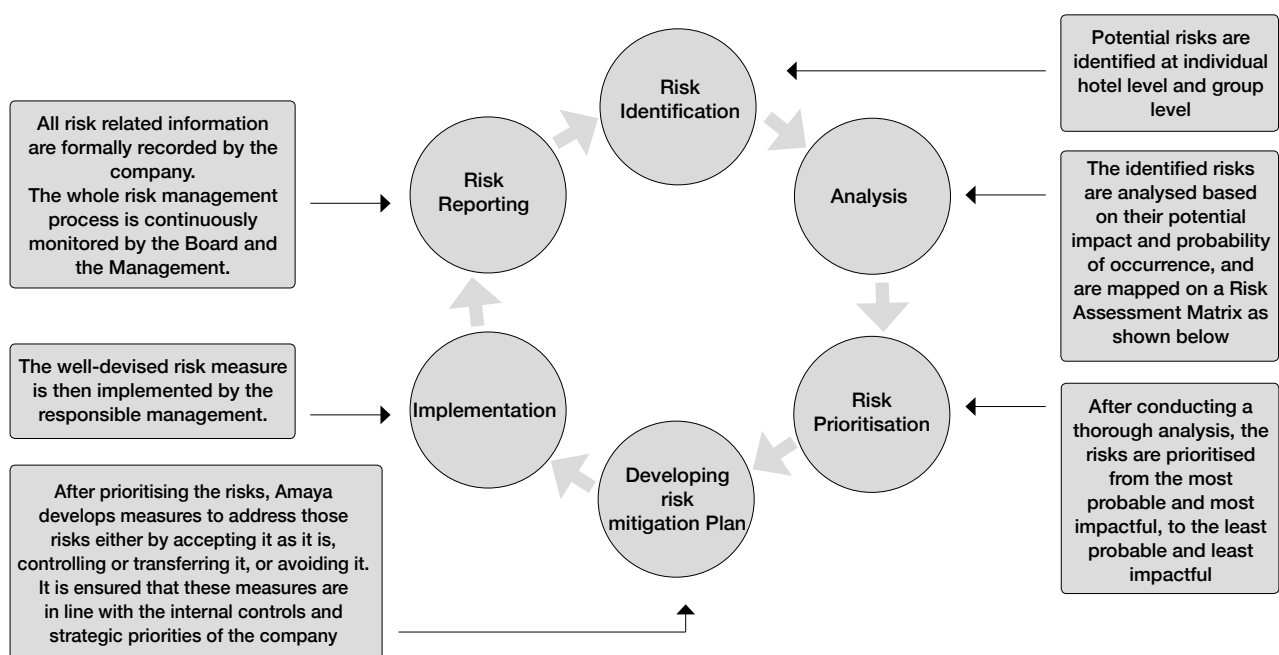 Risk
Identification
Potential risks are
identified at individual
hotel level and group
level
Analysis
The identified risks
are analysed based
on their potential
impact and probability
of occurrence, and
are mapped on a Risk
Assessment Matrix as
shown below
Risk
Prioritisation
After conducting a
thorough analysis, the
risks are prioritised
from the most
probable and most
impactful, to the least
probable and least
impactful
Developing
risk
mitigation Plan
After prioritising the risks, Amaya
develops measures to address those
risks either by accepting it as it is,
controlling or transferring it, or avoiding it.
It is ensured that these measures are
in line with the internal controls and
strategic priorities of the company
Implementation
The well-devised risk measure
is then implemented by the
responsible management.
Risk
Reporting
All risk related information
are formally recorded by the
company.
The whole risk management
process is continuously
monitored by the Board and
the Management.